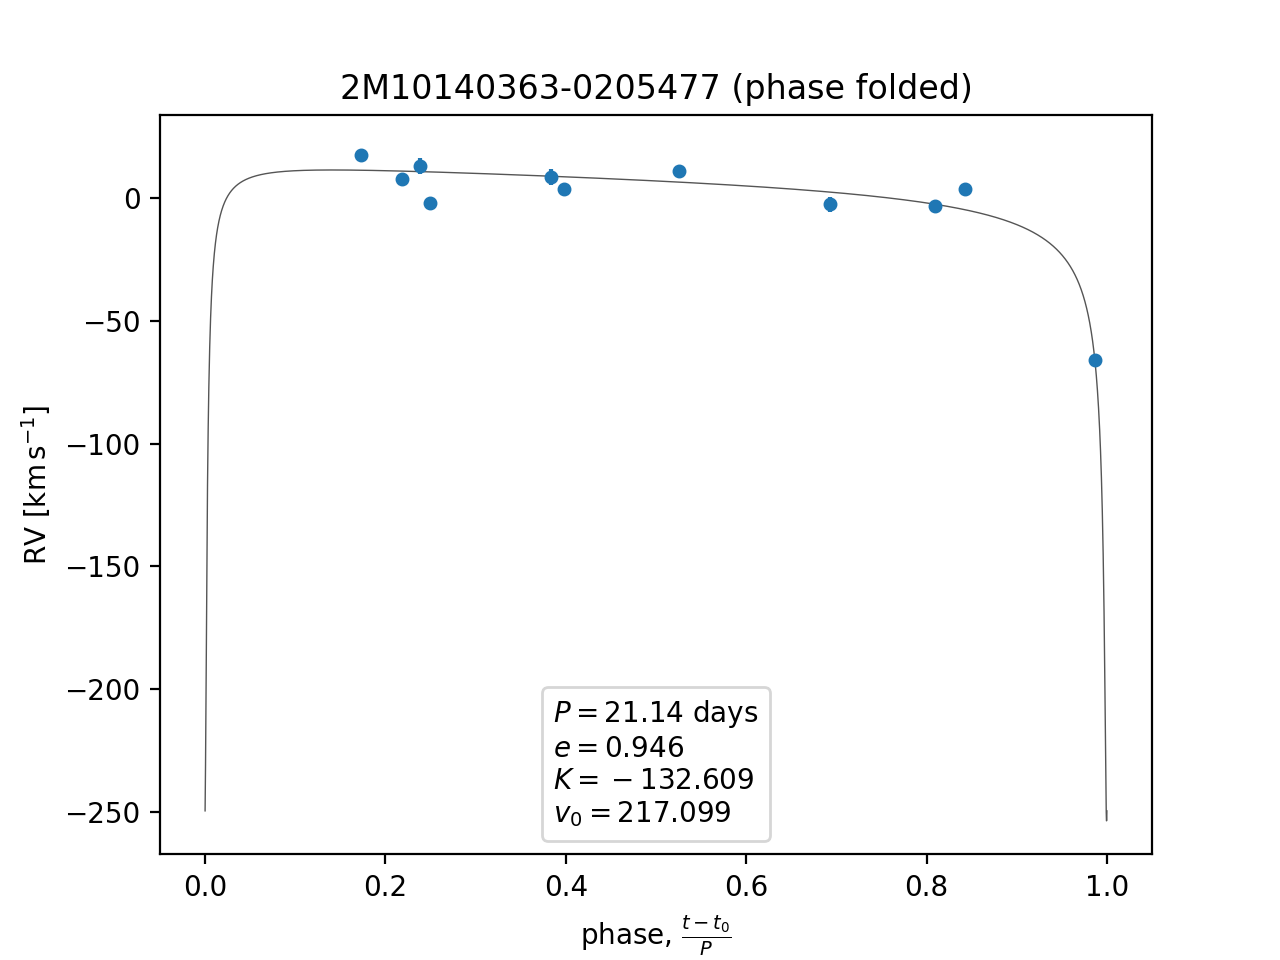 2M10140363-0205477 (phase folded)
RV [km s⁻¹]
0
−50
−100
−150
−200
−250
P = 21.14 days
e = 0.946
K = −132.609
v₀ = 217.099
0.0 0.2 0.4 0.6 0.8 1.0
phase, (t − t₀)/P